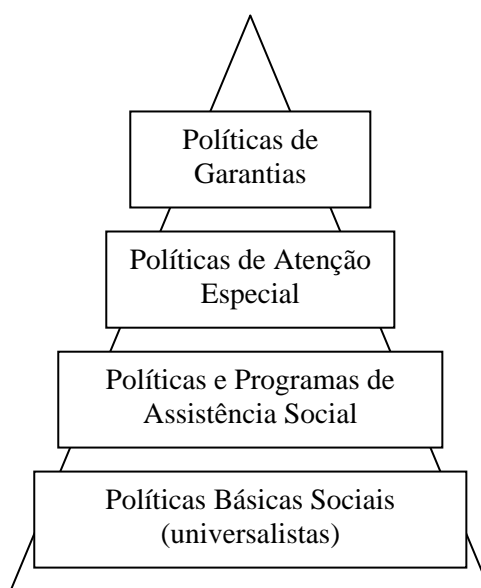 Políticas de
Garantias
Políticas de Atenção
Especial
Políticas e Programas de
Assistência Social
Políticas Básicas Sociais
(universalistas)